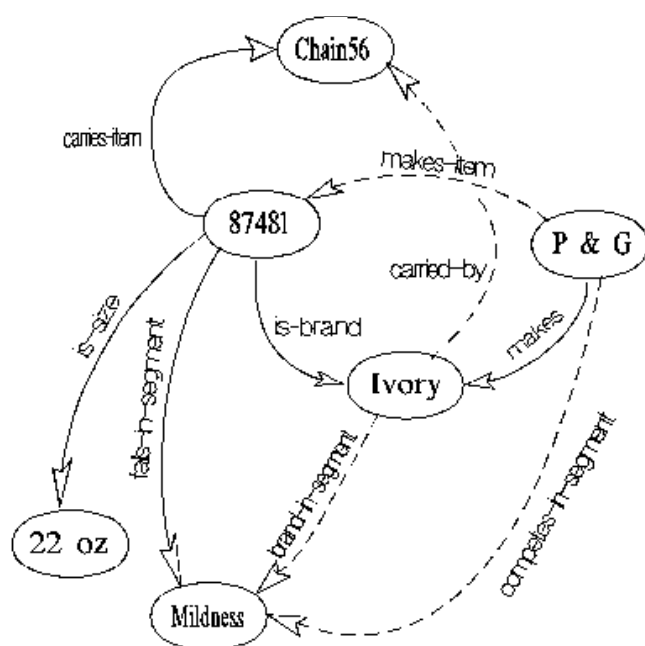 Chain56
carries-item
makes-item
87481
P & G
carried-by
is-size
is-brand
makes
falls-in-segment
Ivory
brand-in-segment
competes-in-segment
22 oz
Mildness